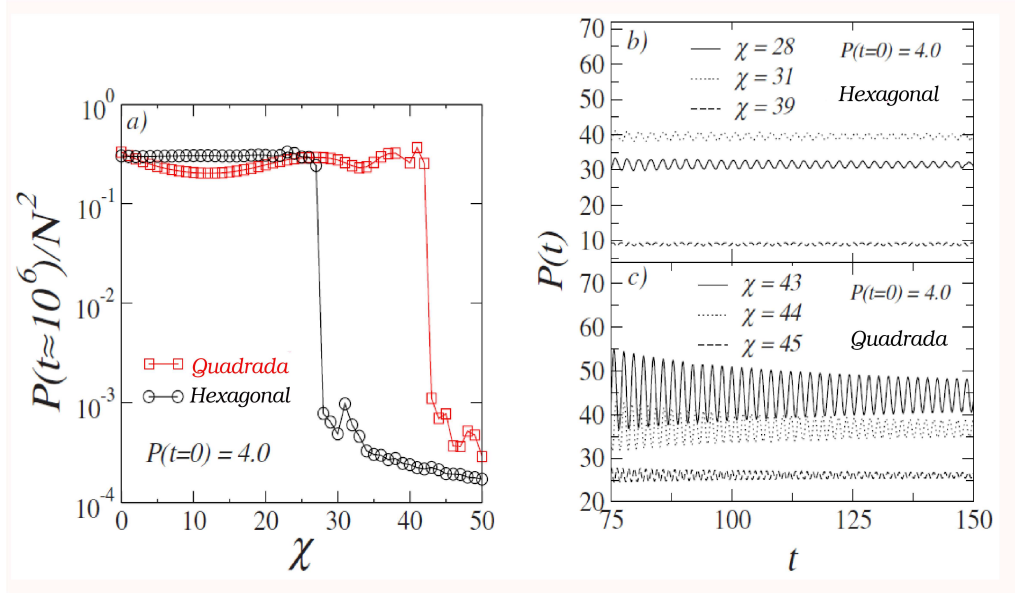 a)
10^0
10^-1
10^-2
10^-3
10^-4
P(t≈10^6)/N^2
Quadrada
Hexagonal
P(t=0) = 4.0
0 10 20 30 40 50
χ
b)
χ = 28
χ = 31
χ = 39
P(t=0) = 4.0
Hexagonal
70
60
50
40
30
20
10
P(t)
c)
χ = 43
χ = 44
χ = 45
P(t=0) = 4.0
Quadrada
70
60
50
40
30
20
75 100 125 150
t